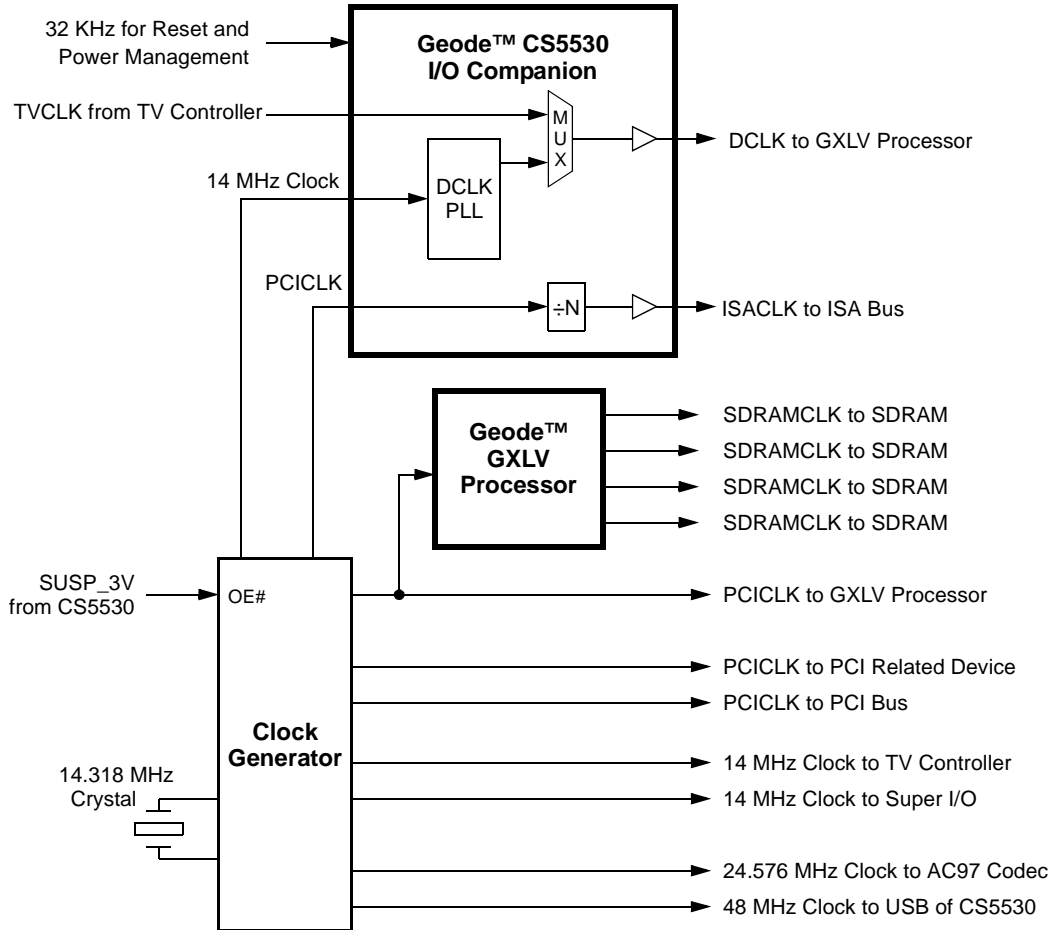 32 KHz for Reset and
Power Management
Geode™ CS5530
I/O Companion
TVCLK from TV Controller
M
U
X
DCLK to GXLV Processor
14 MHz Clock
DCLK
PLL
PCICLK
÷N
ISACLK to ISA Bus
Geode™
GXLV
Processor
SDRAMCLK to SDRAM
SDRAMCLK to SDRAM
SDRAMCLK to SDRAM
SDRAMCLK to SDRAM
SUSP_3V
from CS5530
OE#
PCICLK to GXLV Processor
PCICLK to PCI Related Device
PCICLK to PCI Bus
Clock
Generator
14 MHz Clock to TV Controller
14.318 MHz
Crystal
14 MHz Clock to Super I/O
24.576 MHz Clock to AC97 Codec
48 MHz Clock to USB of CS5530